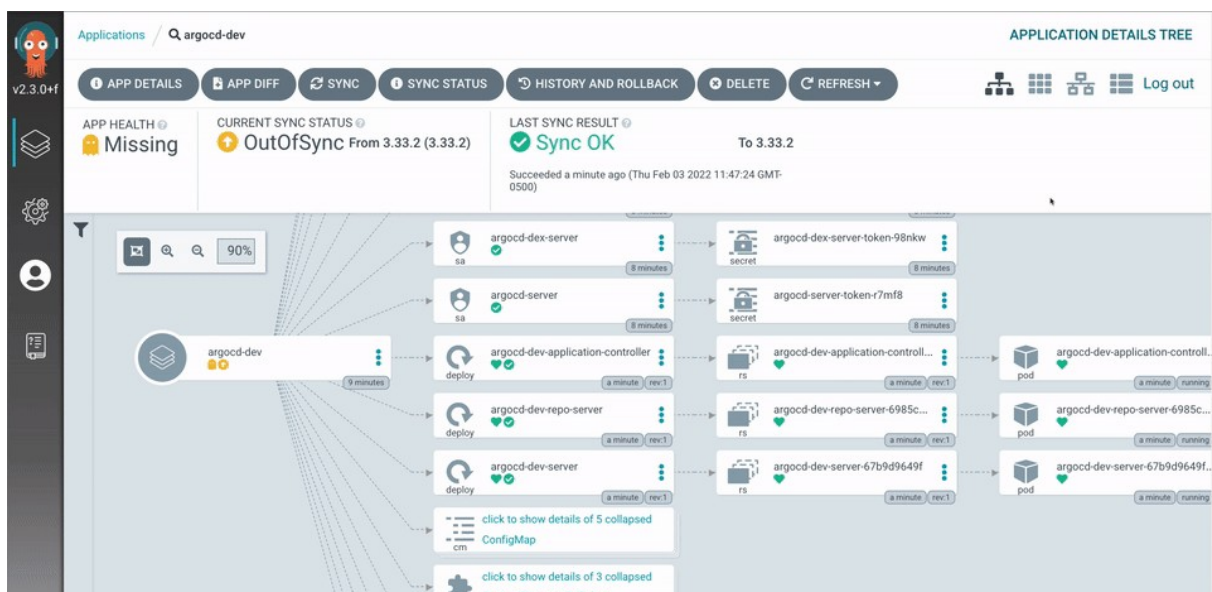 Applications / argocd-dev
APPLICATION DETAILS TREE
v2.3.0+f
APP DETAILS
APP DIFF
SYNC
SYNC STATUS
HISTORY AND ROLLBACK
DELETE
REFRESH
Log out
APP HEALTH
Missing
CURRENT SYNC STATUS
OutOfSync From 3.33.2 (3.33.2)
LAST SYNC RESULT
Sync OK To 3.33.2
Succeeded a minute ago (Thu Feb 03 2022 11:47:24 GMT-
0500)
90%
argocd-dex-server
sa
8 minutes
argocd-dex-server-token-98nkw
secret
8 minutes
argocd-server
sa
8 minutes
argocd-server-token-r7mf8
secret
8 minutes
argocd-dev
9 minutes
argocd-dev-application-controller
deploy
a minute rev:1
argocd-dev-application-controll...
rs
a minute rev:1
argocd-dev-application-controll.
pod
a minute running
argocd-dev-repo-server
deploy
a minute rev:1
argocd-dev-repo-server-6985c...
rs
a minute rev:1
argocd-dev-repo-server-6985c...
pod
a minute running
argocd-dev-server
deploy
a minute rev:1
argocd-dev-server-67b9d9649f
rs
a minute rev:1
argocd-dev-server-67b9d9649f..
pod
a minute running
click to show details of 5 collapsed
ConfigMap
cm
click to show details of 3 collapsed